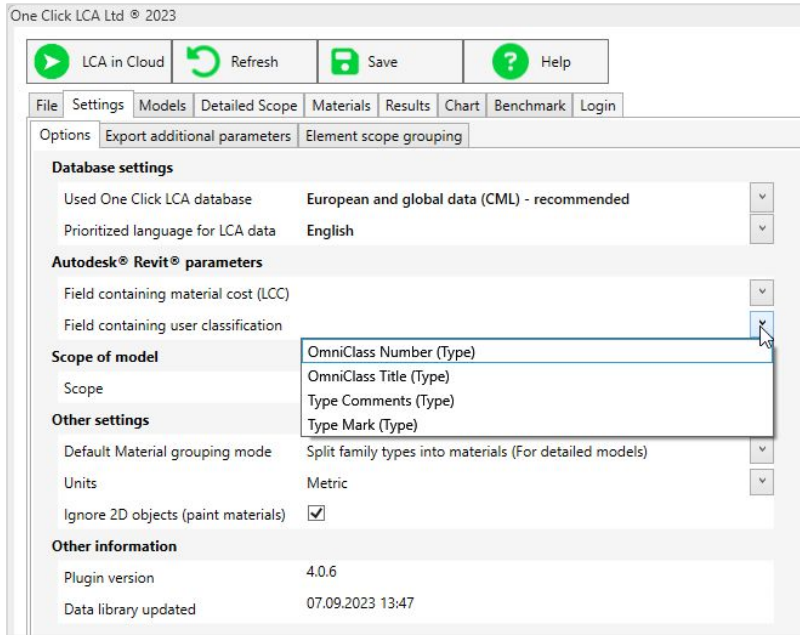 One Click LCA Ltd ® 2023
LCA in Cloud Refresh Save ? Help
File Settings Models Detailed Scope Materials Results Chart Benchmark Login
Options Export additional parameters Element scope grouping
Database settings
Used One Click LCA database European and global data (CML) - recommended
Prioritized language for LCA data English
Autodesk® Revit® parameters
Field containing material cost (LCC)
Field containing user classification
OmniClass Number (Type)
Scope of model
OmniClass Title (Type)
Scope
Type Comments (Type)
Other settings
Type Mark (Type)
Default Material grouping mode Split family types into materials (For detailed models)
Units Metric
Ignore 2D objects (paint materials)
Other information
Plugin version 4.0.6
Data library updated 07.09.2023 13:47